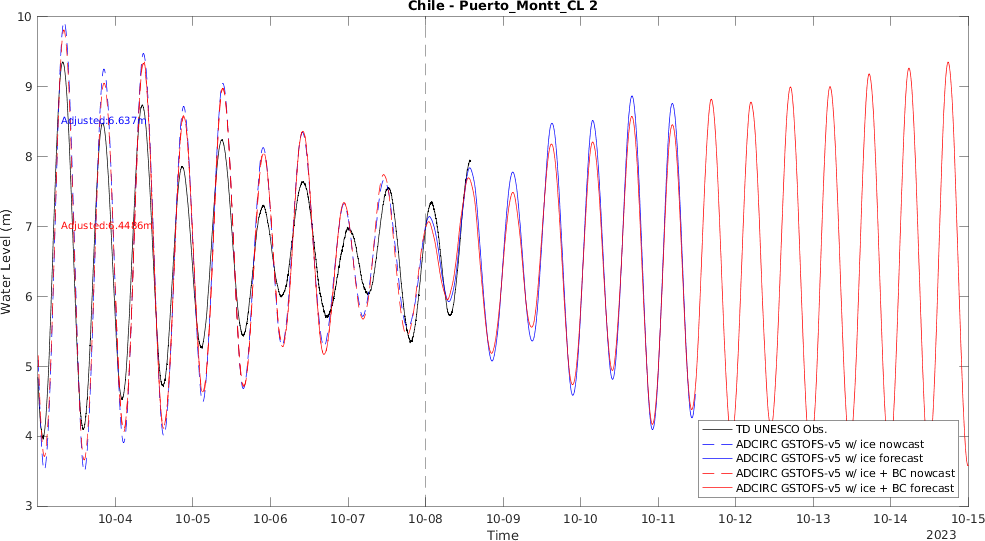 Chile - Puerto_Montt_CL 2
10
9
8
7
6
5
4
3
Water Level (m)
Adjusted:6.637m
Adjusted:6.4486m
TD UNESCO Obs.
ADCIRC GSTOFS-v5 w/ ice nowcast
ADCIRC GSTOFS-v5 w/ ice forecast
ADCIRC GSTOFS-v5 w/ ice + BC nowcast
ADCIRC GSTOFS-v5 w/ ice + BC forecast
10-04 10-05 10-06 10-07 10-08 10-09 10-10 10-11 10-12 10-13 10-14 10-15
Time
2023